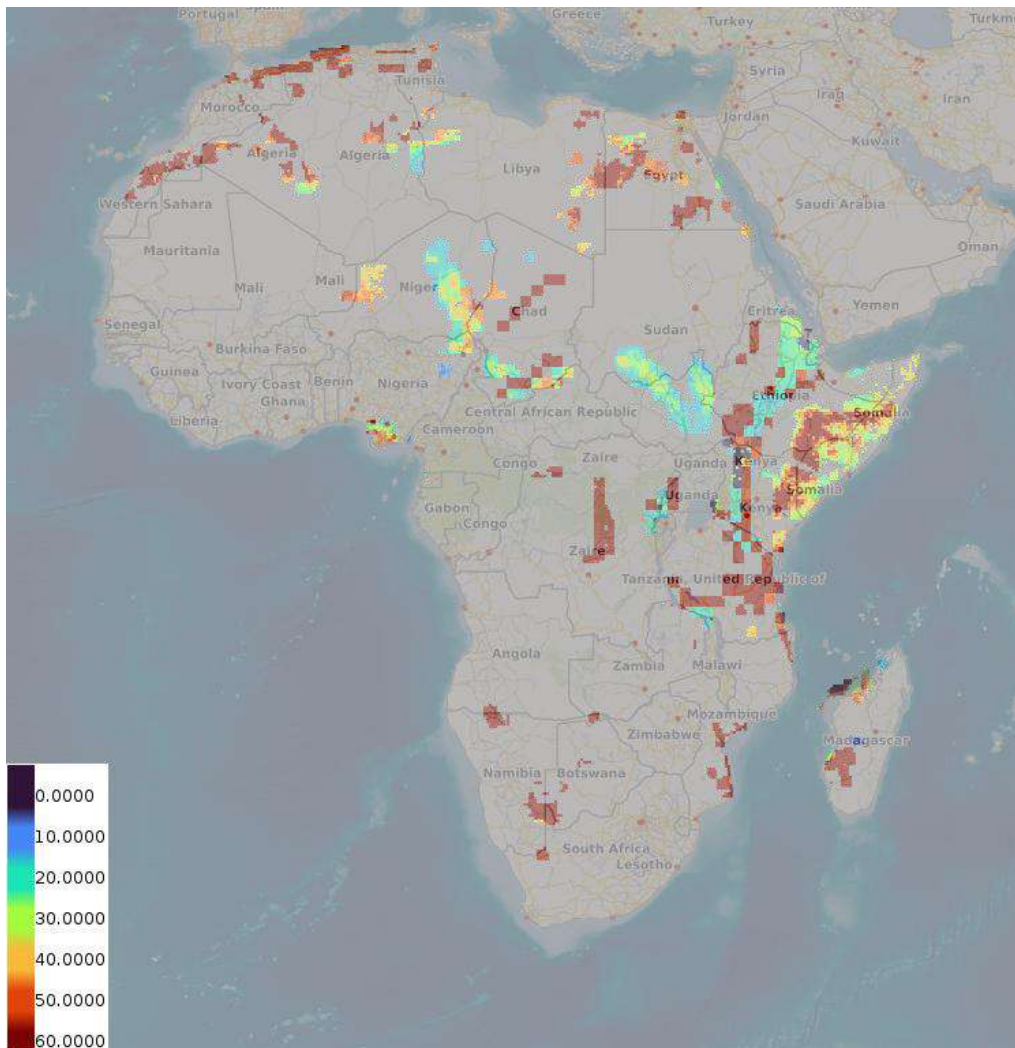 Portugal
Spain
Greece
Turkey
Turkm
Tunisia
Syria
Morocco
Iraq
Iran
Jordan
Algeria
Algeria
Kuwait
Libya
Egypt
Western Sahara
Saudi Arabia
Mauritania
Oman
Mali
Mali
Niger
Chad
Sudan
Eritrea
Yemen
Senegal
Burkina Faso
Guinea
Ivory Coast
Benin
Nigeria
Ethiopia
Somalia
Ghana
Liberia
Central African Republic
Cameroon
Congo
Zaire
Uganda
Kenya
Uganda
Somalia
Gabon
Kenya
Congo
Zaire
Tanzania, United Republic of
Angola
Zambia
Malawi
Mozambique
Zimbabwe
Madagascar
Namibia
Botswana
South Africa
Lesotho
0.0000
10.0000
20.0000
30.0000
40.0000
50.0000
60.0000